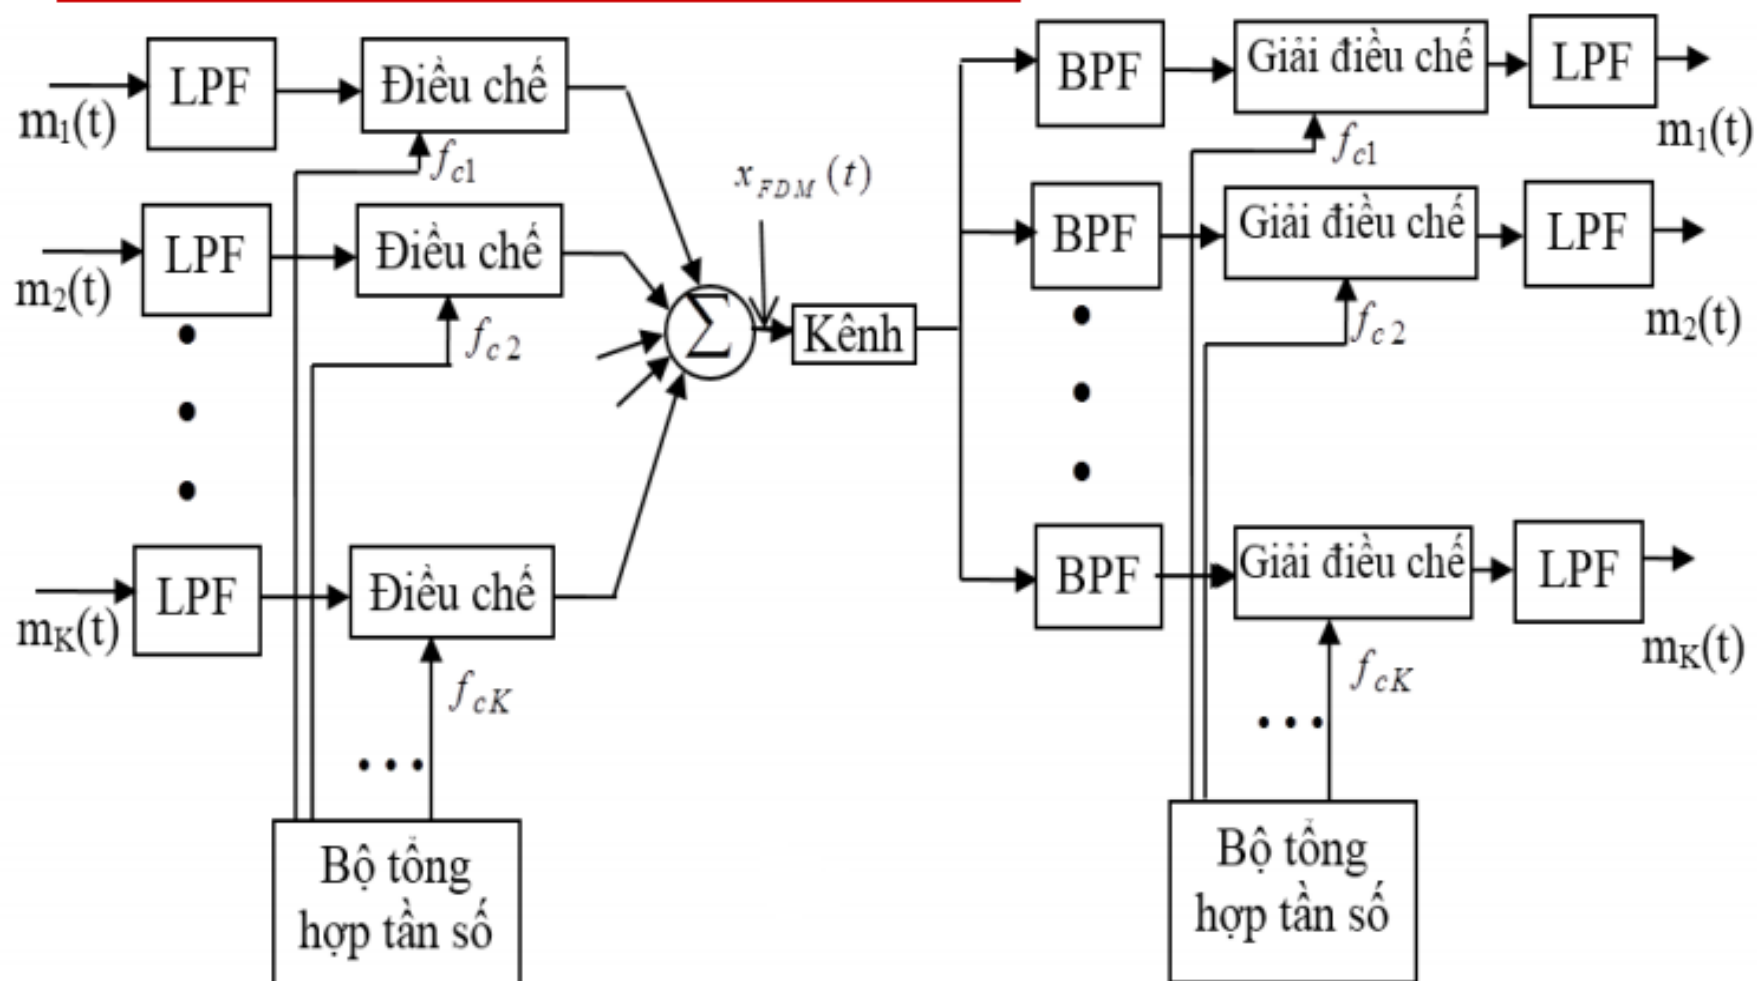 LPF
Điều chế
BPF
Giải điều chế
LPF
m1(t)
fc1
xFDM(t)
fc1
m1(t)
LPF
Điều chế
BPF
Giải điều chế
LPF
m2(t)
fc2
Σ
Kênh
fc2
m2(t)
LPF
Điều chế
BPF
Giải điều chế
LPF
mK(t)
fcK
fcK
mK(t)
...
...
Bộ tổng
hợp tần số
Bộ tổng
hợp tần số